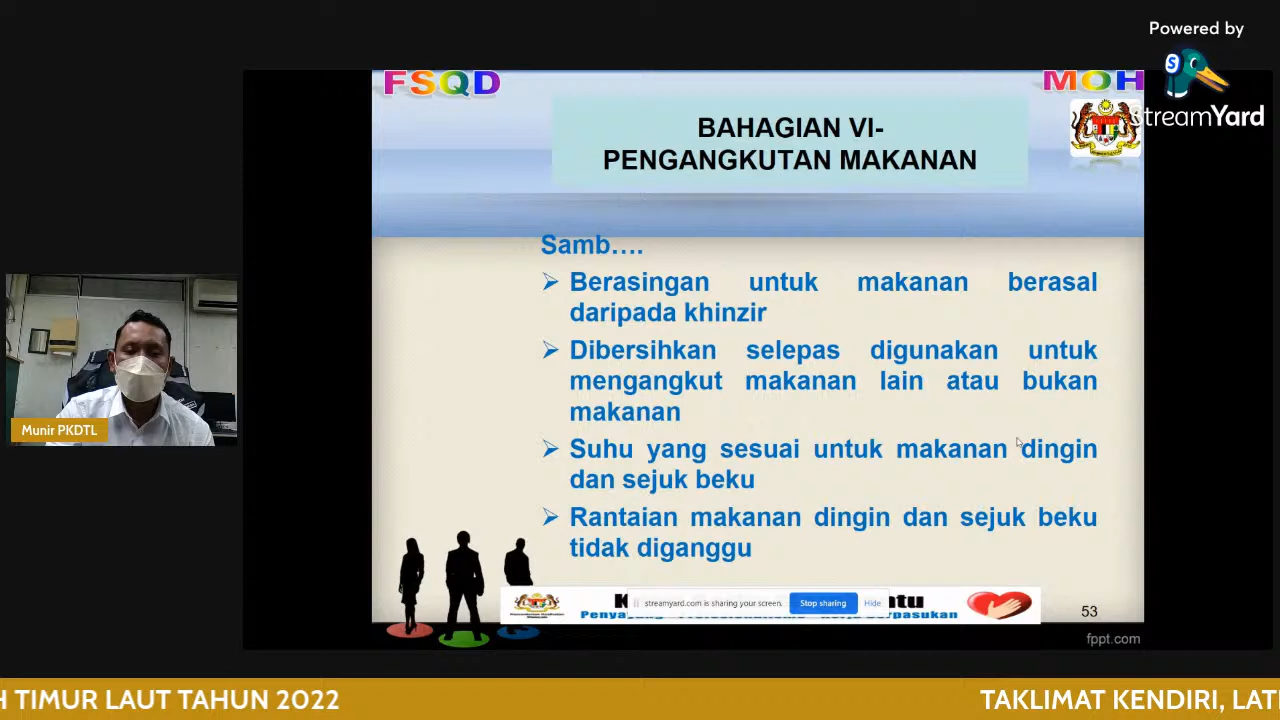 Powered by
StreamYard
FSQD
MOH
BAHAGIAN VI-
PENGANGKUTAN MAKANAN
Samb….
Berasingan untuk makanan berasal
daripada khinzir
Dibersihkan selepas digunakan untuk
mengangkut makanan lain atau bukan
makanan
Suhu yang sesuai untuk makanan dingin
dan sejuk beku
Rantaian makanan dingin dan sejuk beku
tidak diganggu
Munir PKDTL
streamyard.com is sharing your screen.
Stop sharing
Hide
53
fppt.com
H TIMUR LAUT TAHUN 2022
TAKLIMAT KENDIRI, LATI